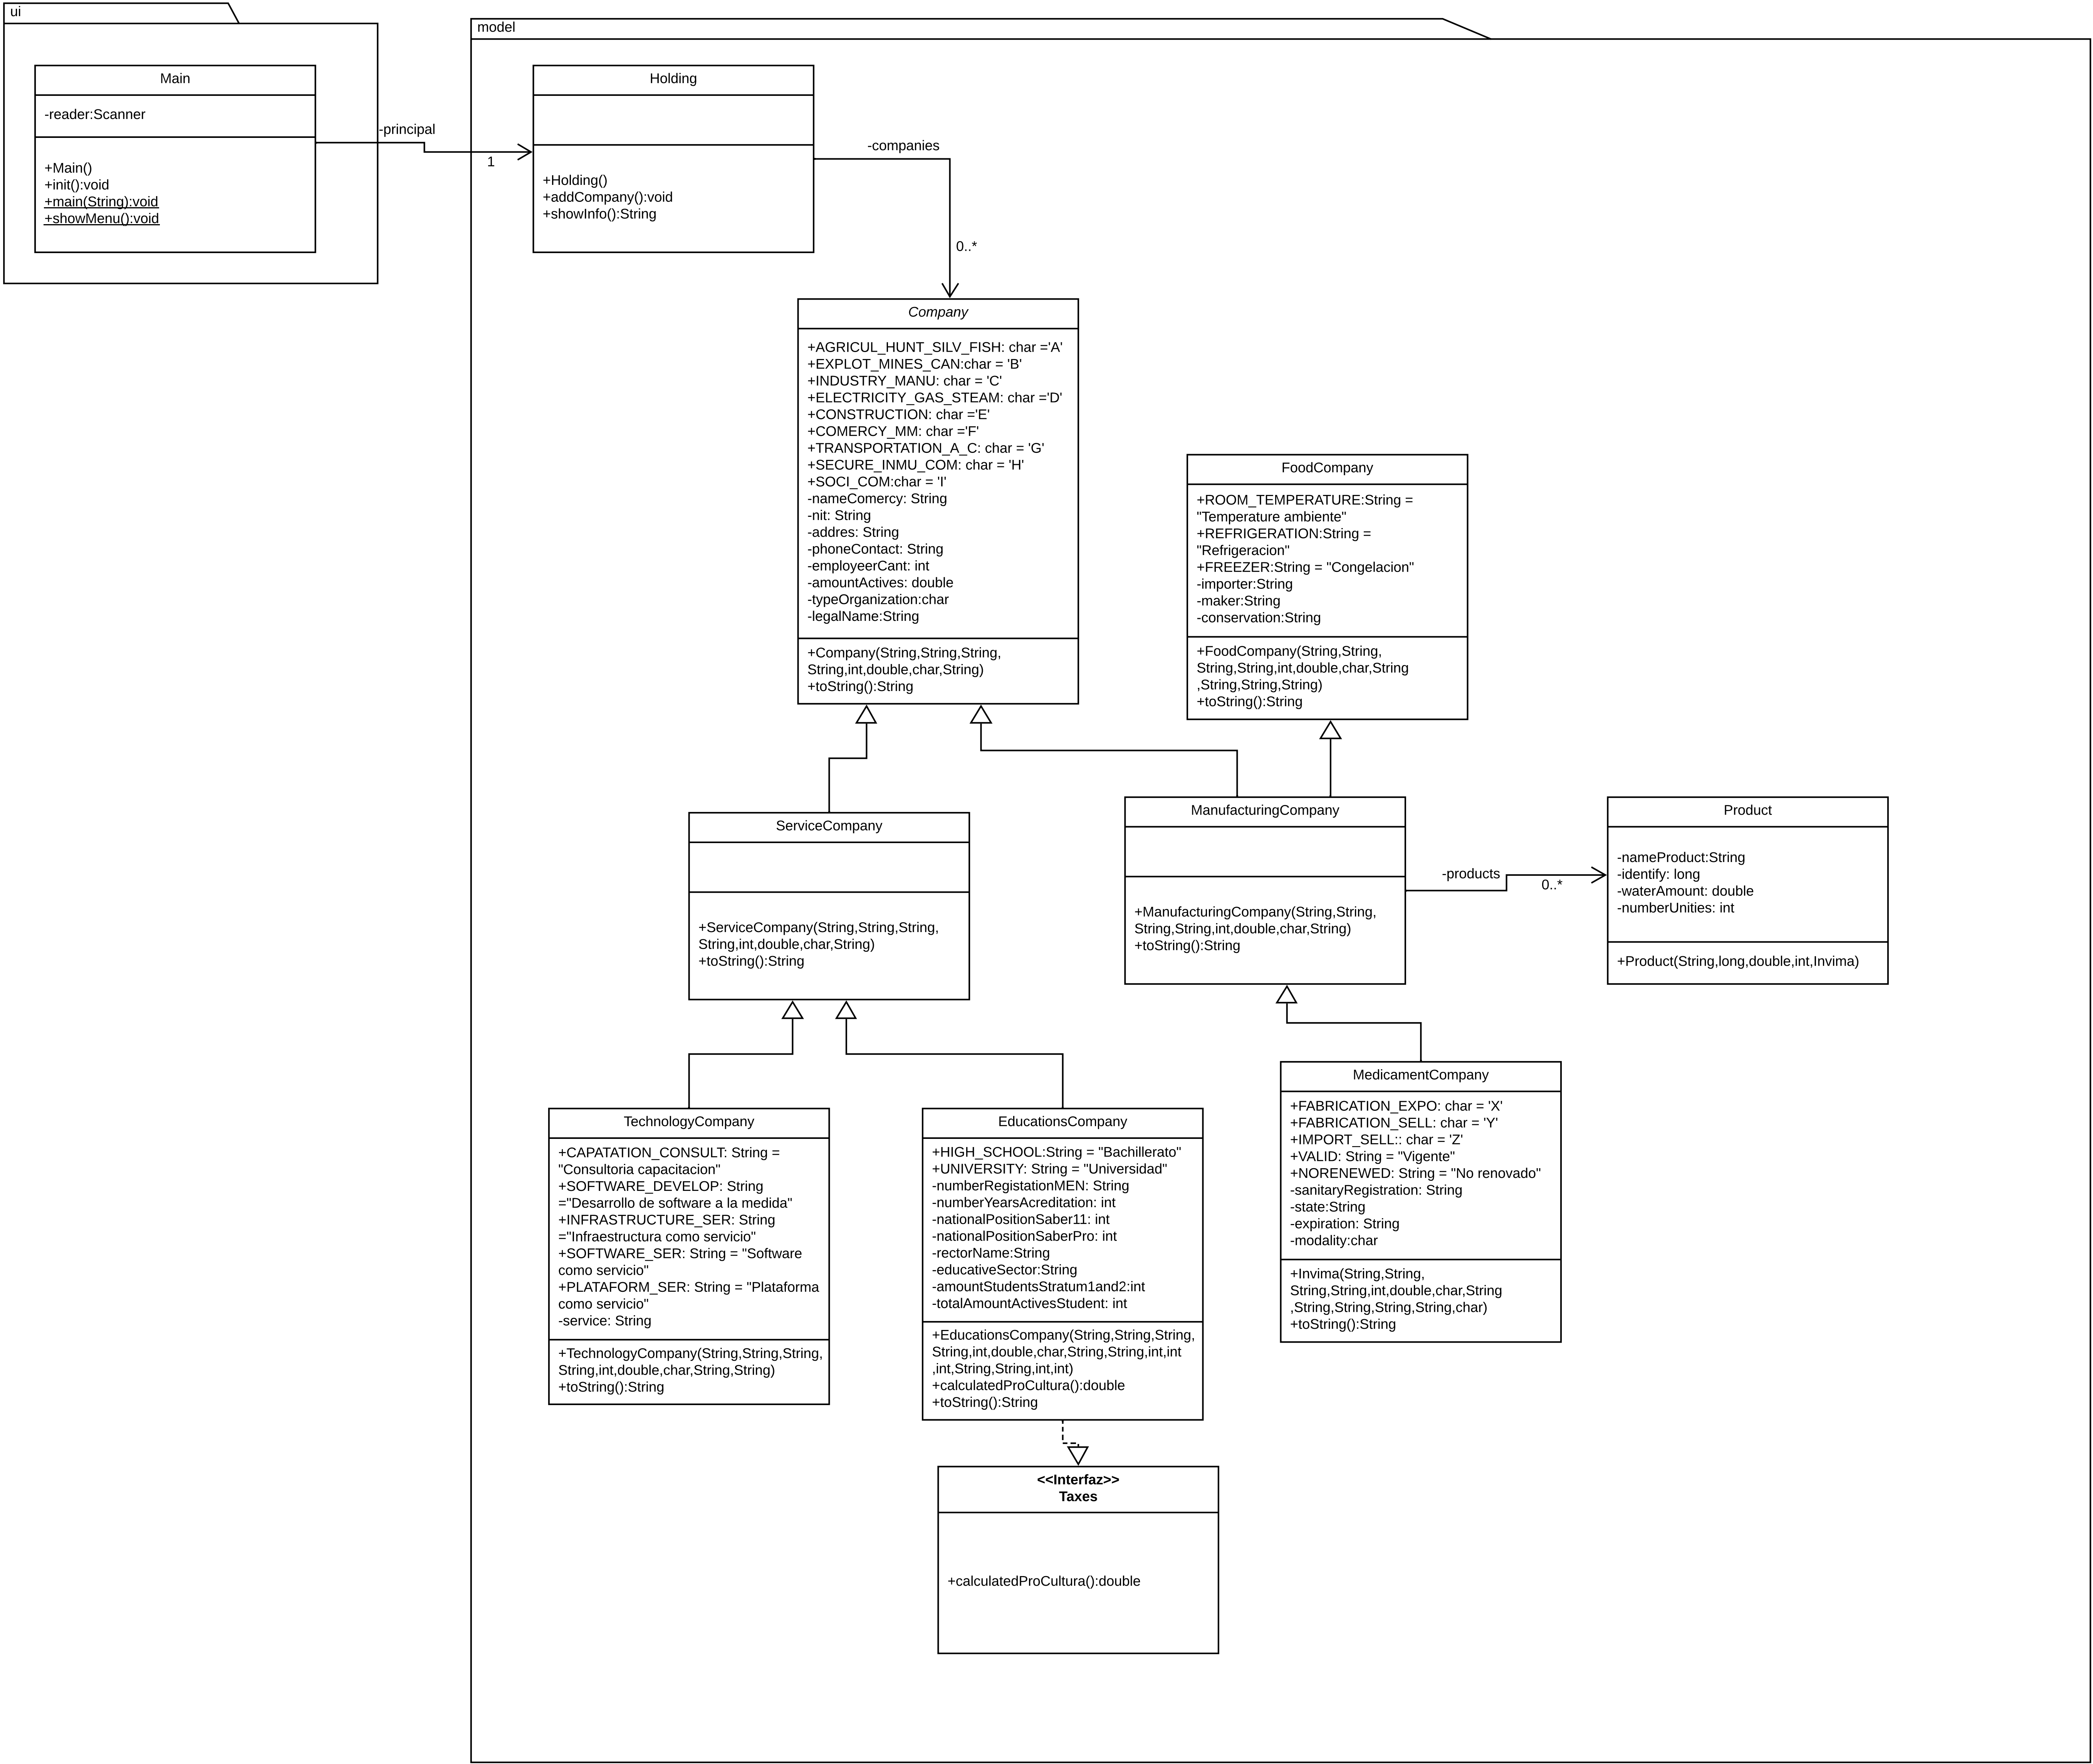 ui
model
Main
-reader:Scanner
+Main()
+init():void
+main(String):void
+showMenu():void
-principal
1
Holding
+Holding()
+addCompany():void
+showInfo():String
-companies
0..*
Company
+AGRICUL_HUNT_SILV_FISH: char ='A'
+EXPLOT_MINES_CAN:char = 'B'
+INDUSTRY_MANU: char = 'C'
+ELECTRICITY_GAS_STEAM: char ='D'
+CONSTRUCTION: char ='E'
+COMERCY_MM: char ='F'
+TRANSPORTATION_A_C: char = 'G'
+SECURE_INMU_COM: char = 'H'
+SOCI_COM:char = 'I'
-nameComercy: String
-nit: String
-addres: String
-phoneContact: String
-employeerCant: int
-amountActives: double
-typeOrganization:char
-legalName:String
+Company(String,String,String,
String,int,double,char,String)
+toString():String
FoodCompany
+ROOM_TEMPERATURE:String =
"Temperature ambiente"
+REFRIGERATION:String =
"Refrigeracion"
+FREEZER:String = "Congelacion"
-importer:String
-maker:String
-conservation:String
+FoodCompany(String,String,
String,String,int,double,char,String
,String,String,String)
+toString():String
ServiceCompany
+ServiceCompany(String,String,String,
String,int,double,char,String)
+toString():String
ManufacturingCompany
+ManufacturingCompany(String,String,
String,String,int,double,char,String)
+toString():String
-products
0..*
Product
-nameProduct:String
-identify: long
-waterAmount: double
-numberUnities: int
+Product(String,long,double,int,Invima)
TechnologyCompany
+CAPATATION_CONSULT: String =
"Consultoria capacitacion"
+SOFTWARE_DEVELOP: String
="Desarrollo de software a la medida"
+INFRASTRUCTURE_SER: String
="Infraestructura como servicio"
+SOFTWARE_SER: String = "Software
como servicio"
+PLATAFORM_SER: String = "Plataforma
como servicio"
-service: String
+TechnologyCompany(String,String,String,
String,int,double,char,String,String)
+toString():String
EducationsCompany
+HIGH_SCHOOL:String = "Bachillerato"
+UNIVERSITY: String = "Universidad"
-numberRegistationMEN: String
-numberYearsAcreditation: int
-nationalPositionSaber11: int
-nationalPositionSaberPro: int
-rectorName:String
-educativeSector:String
-amountStudentsStratum1and2:int
-totalAmountActivesStudent: int
+EducationsCompany(String,String,String,
String,int,double,char,String,String,int,int
,int,String,String,int,int)
+calculatedProCultura():double
+toString():String
MedicamentCompany
+FABRICATION_EXPO: char = 'X'
+FABRICATION_SELL: char = 'Y'
+IMPORT_SELL:: char = 'Z'
+VALID: String = "Vigente"
+NORENEWED: String = "No renovado"
-sanitaryRegistration: String
-state:String
-expiration: String
-modality:char
+Invima(String,String,
String,String,int,double,char,String
,String,String,String,String,char)
+toString():String
<<Interfaz>>
Taxes
+calculatedProCultura():double